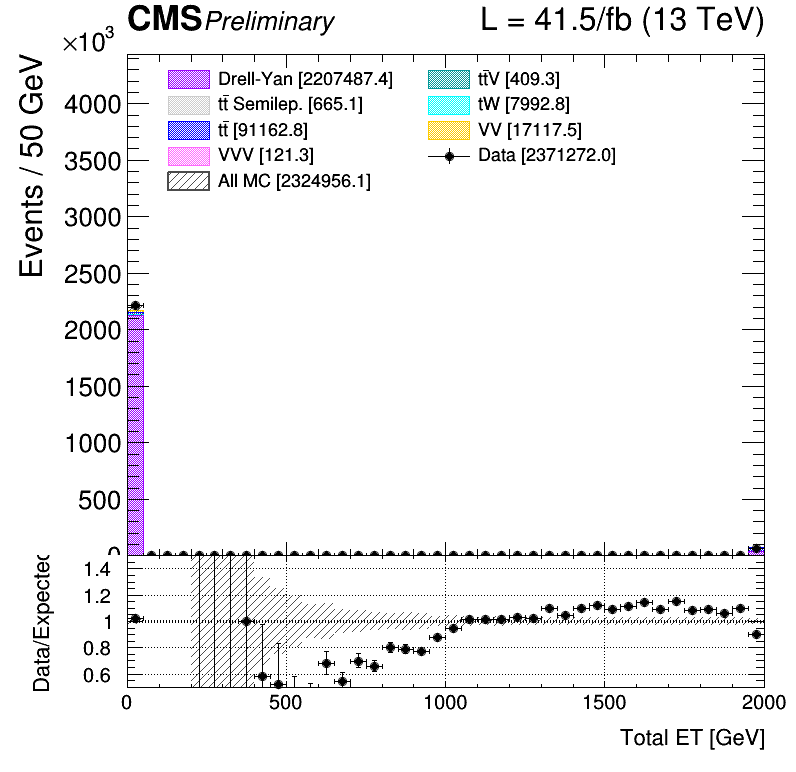 CMS Preliminary L = 41.5/fb (13 TeV)
×10³
Events / 50 GeV
Drell-Yan [2207487.4] tt̄V [409.3]
tt̄ Semilep. [665.1] tW [7992.8]
tt̄ [91162.8] VV [17117.5]
VVV [121.3] Data [2371272.0]
All MC [2324956.1]
4000
3500
3000
2500
2000
1500
1000
500
0
Data/Expected
1.4
1.2
1
0.8
0.6
0 500 1000 1500 2000
Total ET [GeV]